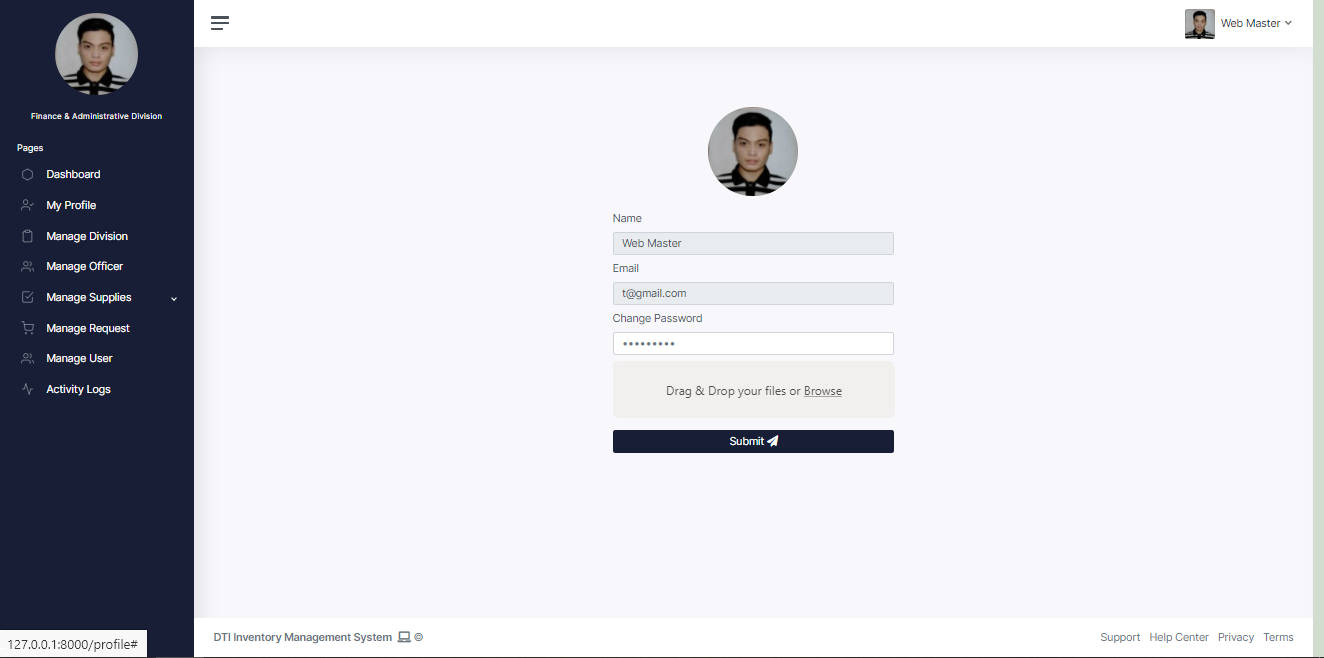 Finance & Administrative Division
Pages
Dashboard
My Profile
Manage Division
Manage Officer
Manage Supplies
Manage Request
Manage User
Activity Logs
Web Master
Name
Web Master
Email
t@gmail.com
Change Password
•••••••••
Drag & Drop your files or Browse
Submit
DTI Inventory Management System ©
Support Help Center Privacy Terms
127.0.0.1:8000/profile#